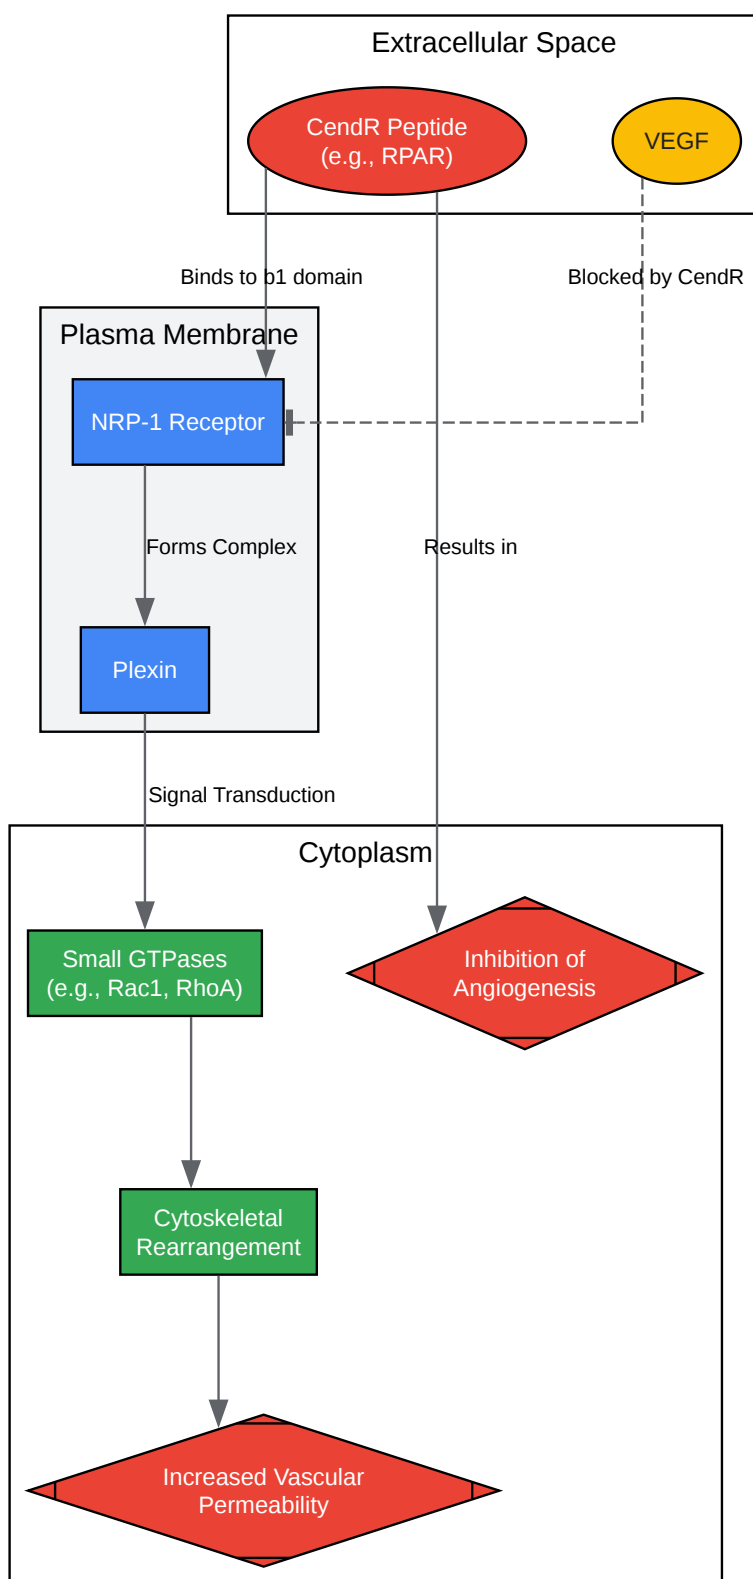 Extracellular Space
CendR Peptide
(e.g., RPAR)
VEGF
Binds to b1 domain
Blocked by CendR
Plasma Membrane
NRP-1 Receptor
Forms Complex
Results in
Plexin
Signal Transduction
Cytoplasm
Small GTPases
(e.g., Rac1, RhoA)
Inhibition of
Angiogenesis
Cytoskeletal
Rearrangement
Increased Vascular
Permeability